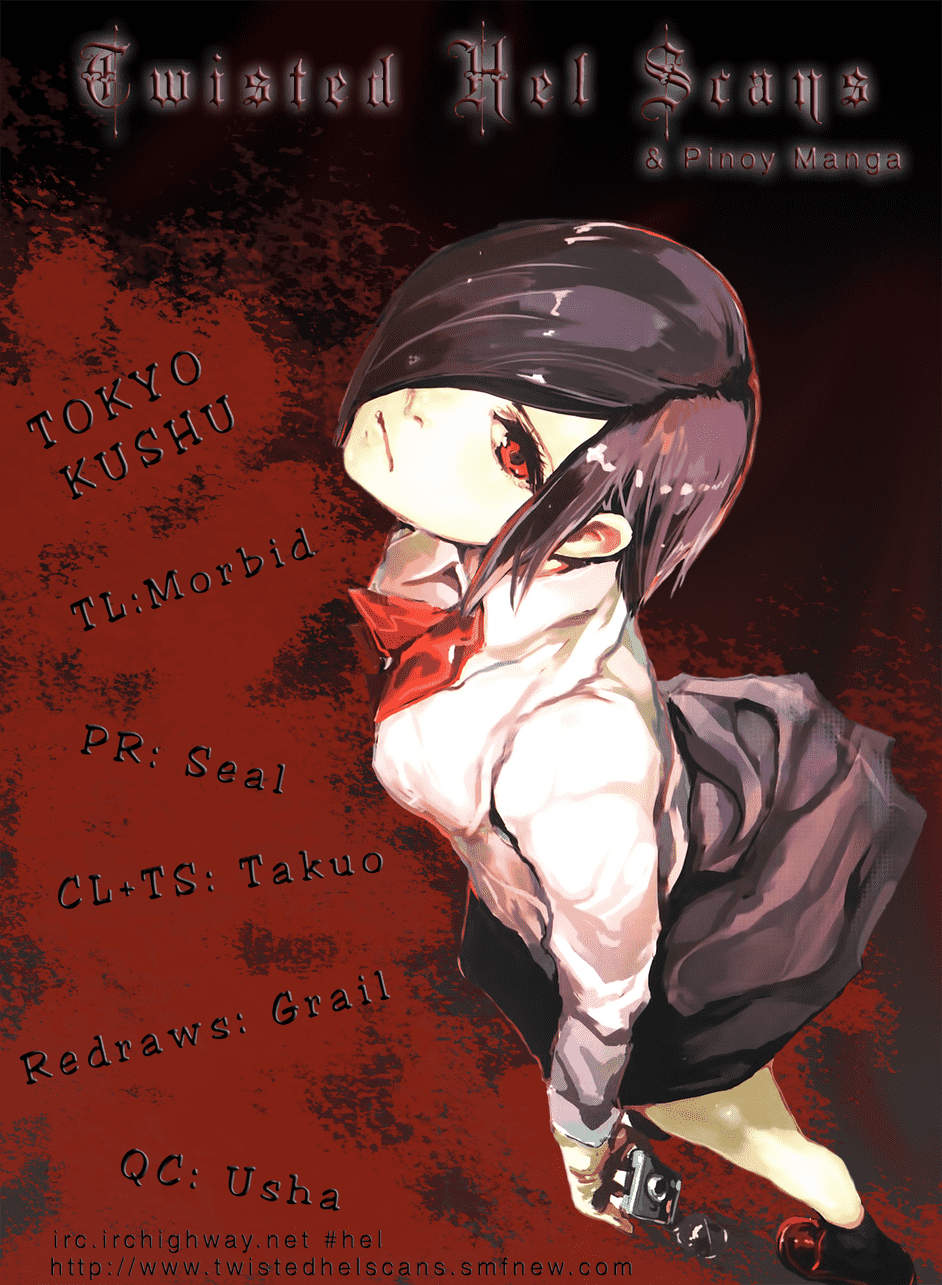 Twisted Hel Scans
& Pinoy Manga
TOKYO
KUSHU
TL:Morbid
PR: Seal
CL+TS: Takuo
Redraws: Grail
QC: Usha
irc.irchighway.net #hel
http://www.twistedhelscans.smfnew.com